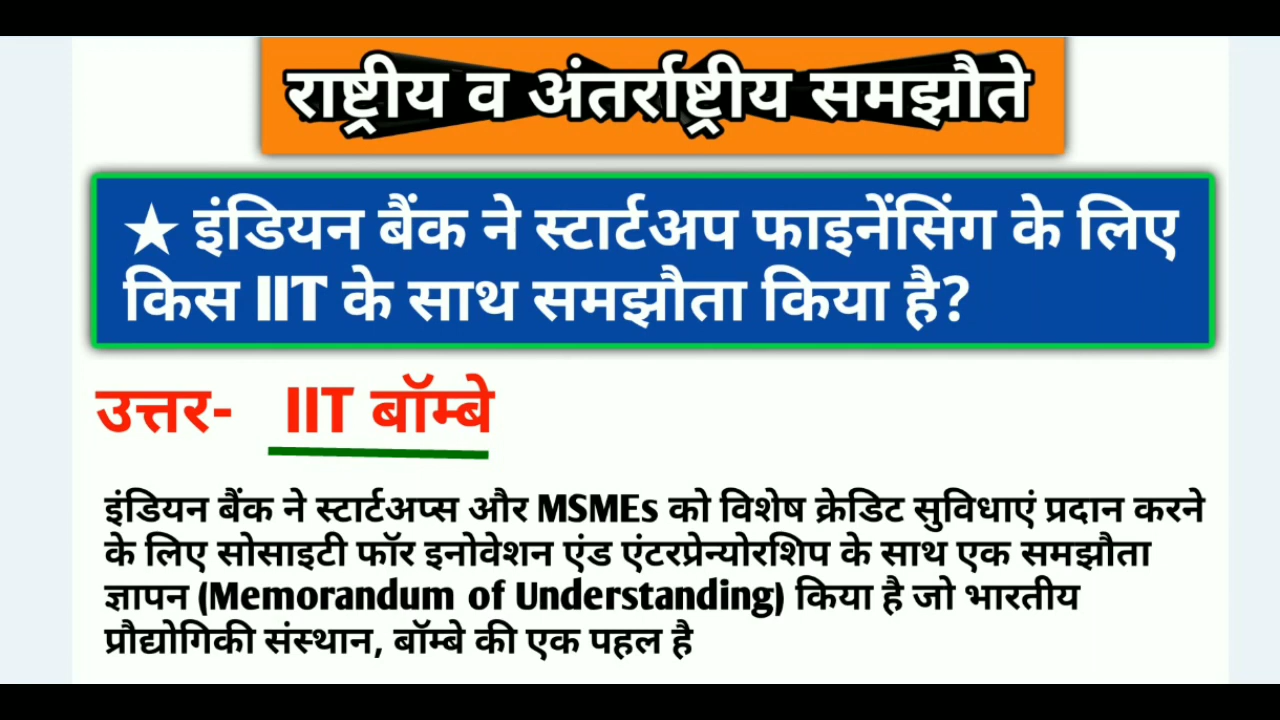 राष्ट्रीय व अंतर्राष्ट्रीय समझौते
★ इंडियन बैंक ने स्टार्टअप फाइनेंसिंग के लिए
किस IIT के साथ समझौता किया है?
उत्तर- IIT बॉम्बे
इंडियन बैंक ने स्टार्टअप्स और MSMEs को विशेष क्रेडिट सुविधाएं प्रदान करने
के लिए सोसाइटी फॉर इनोवेशन एंड एंटरप्रेन्योरशिप के साथ एक समझौता
ज्ञापन (Memorandum of Understanding) किया है जो भारतीय
प्रौद्योगिकी संस्थान, बॉम्बे की एक पहल है